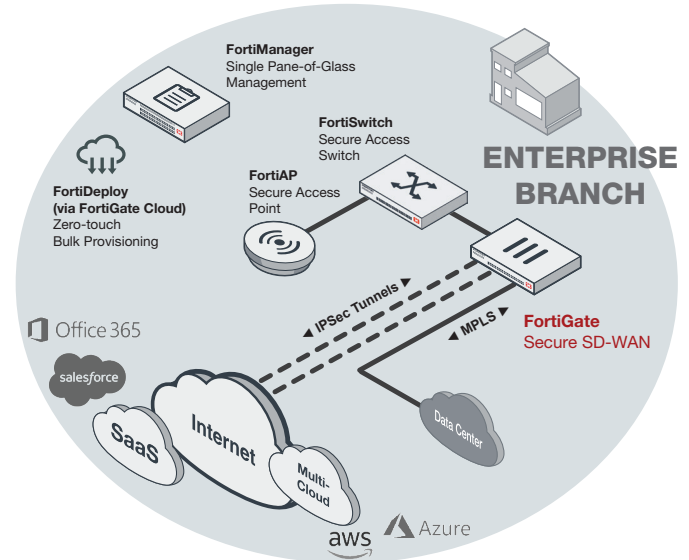 FortiManager
Single Pane-of-Glass
Management
FortiSwitch
Secure Access
Switch
ENTERPRISE
BRANCH
FortiAP
Secure Access
Point
FortiDeploy
(via FortiGate Cloud)
Zero-touch
Bulk Provisioning
◄ IPSec Tunnels ►
◄ MPLS ►
FortiGate
Secure SD-WAN
Office 365
salesforce
SaaS
Internet
Multi-
Cloud
Data Center
aws
Azure